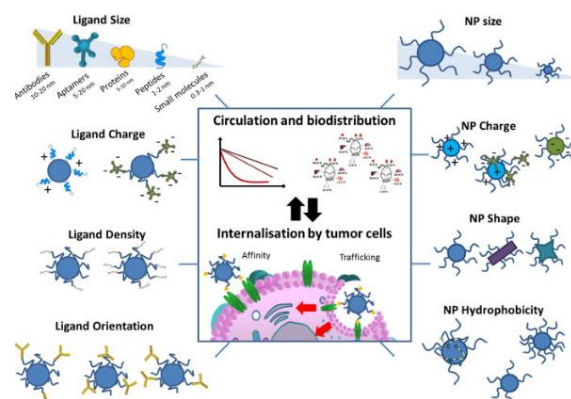 Ligand Size
Antibodies
10-20 nm
Aptamers
5-20 nm
Proteins
5-10 nm
Peptides
1-2 nm
Small molecules
0.3-1 nm
NP size
Ligand Charge
NP Charge
Ligand Density
NP Shape
Ligand Orientation
NP Hydrophobicity
Circulation and biodistribution
Internalisation by tumor cells
Affinity
Trafficking